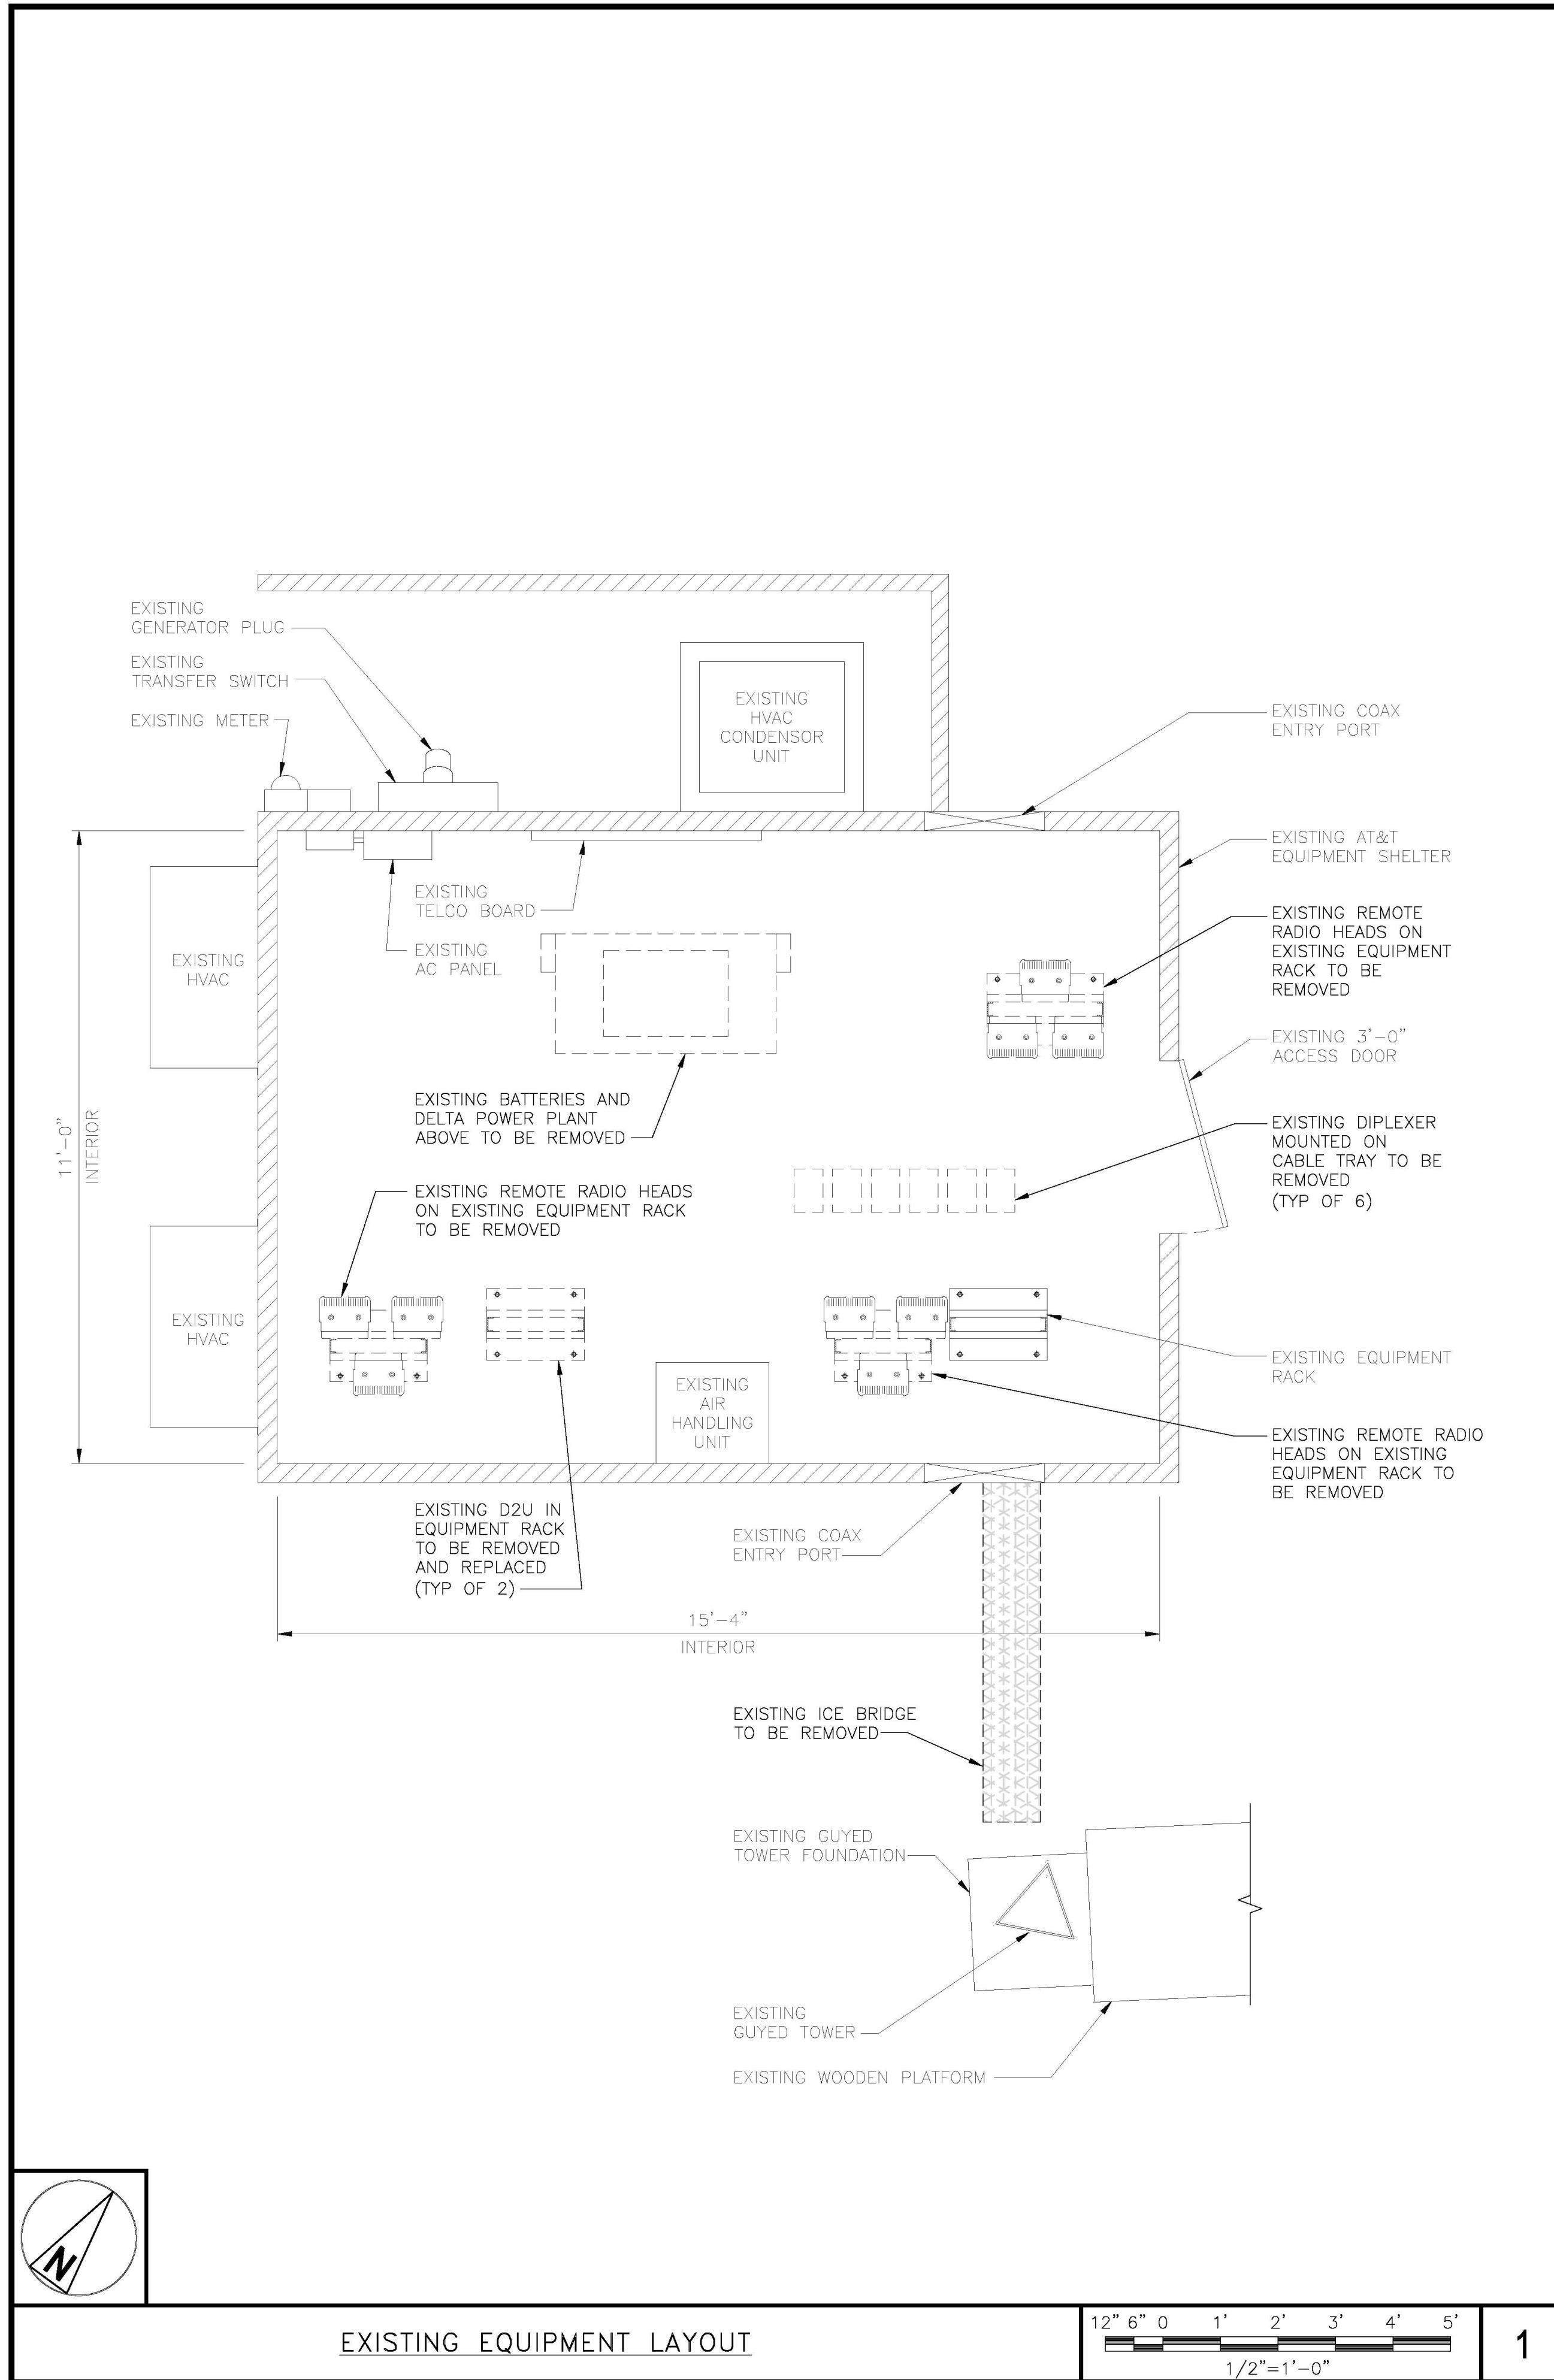 EXISTING
GENERATOR PLUG
EXISTING
TRANSFER SWITCH
EXISTING METER
EXISTING
HVAC
CONDENSOR
UNIT
EXISTING COAX
ENTRY PORT
EXISTING AT&T
EQUIPMENT SHELTER
EXISTING
TELCO BOARD
EXISTING
AC PANEL
EXISTING
HVAC
EXISTING REMOTE
RADIO HEADS ON
EXISTING EQUIPMENT
RACK TO BE
REMOVED
EXISTING 3'-0"
ACCESS DOOR
11'-0"
INTERIOR
EXISTING BATTERIES AND
DELTA POWER PLANT
ABOVE TO BE REMOVED
EXISTING DIPLEXER
MOUNTED ON
CABLE TRAY TO BE
REMOVED
(TYP OF 6)
EXISTING REMOTE RADIO HEADS
ON EXISTING EQUIPMENT RACK
TO BE REMOVED
EXISTING
HVAC
EXISTING EQUIPMENT
RACK
EXISTING
AIR
HANDLING
UNIT
EXISTING REMOTE RADIO
HEADS ON EXISTING
EQUIPMENT RACK TO
BE REMOVED
EXISTING D2U IN
EQUIPMENT RACK
TO BE REMOVED
AND REPLACED
(TYP OF 2)
EXISTING COAX
ENTRY PORT
15'-4"
INTERIOR
EXISTING ICE BRIDGE
TO BE REMOVED
EXISTING GUYED
TOWER FOUNDATION
EXISTING
GUYED TOWER
EXISTING WOODEN PLATFORM
N
EXISTING EQUIPMENT LAYOUT
12" 6" 0 1' 2' 3' 4' 5'
1/2"=1'-0"
1